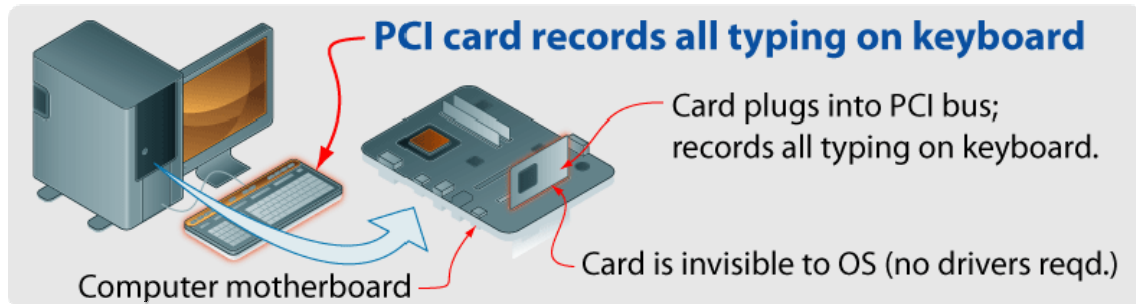 PCI card records all typing on keyboard
Card plugs into PCI bus;
records all typing on keyboard.
Card is invisible to OS (no drivers reqd.)
Computer motherboard